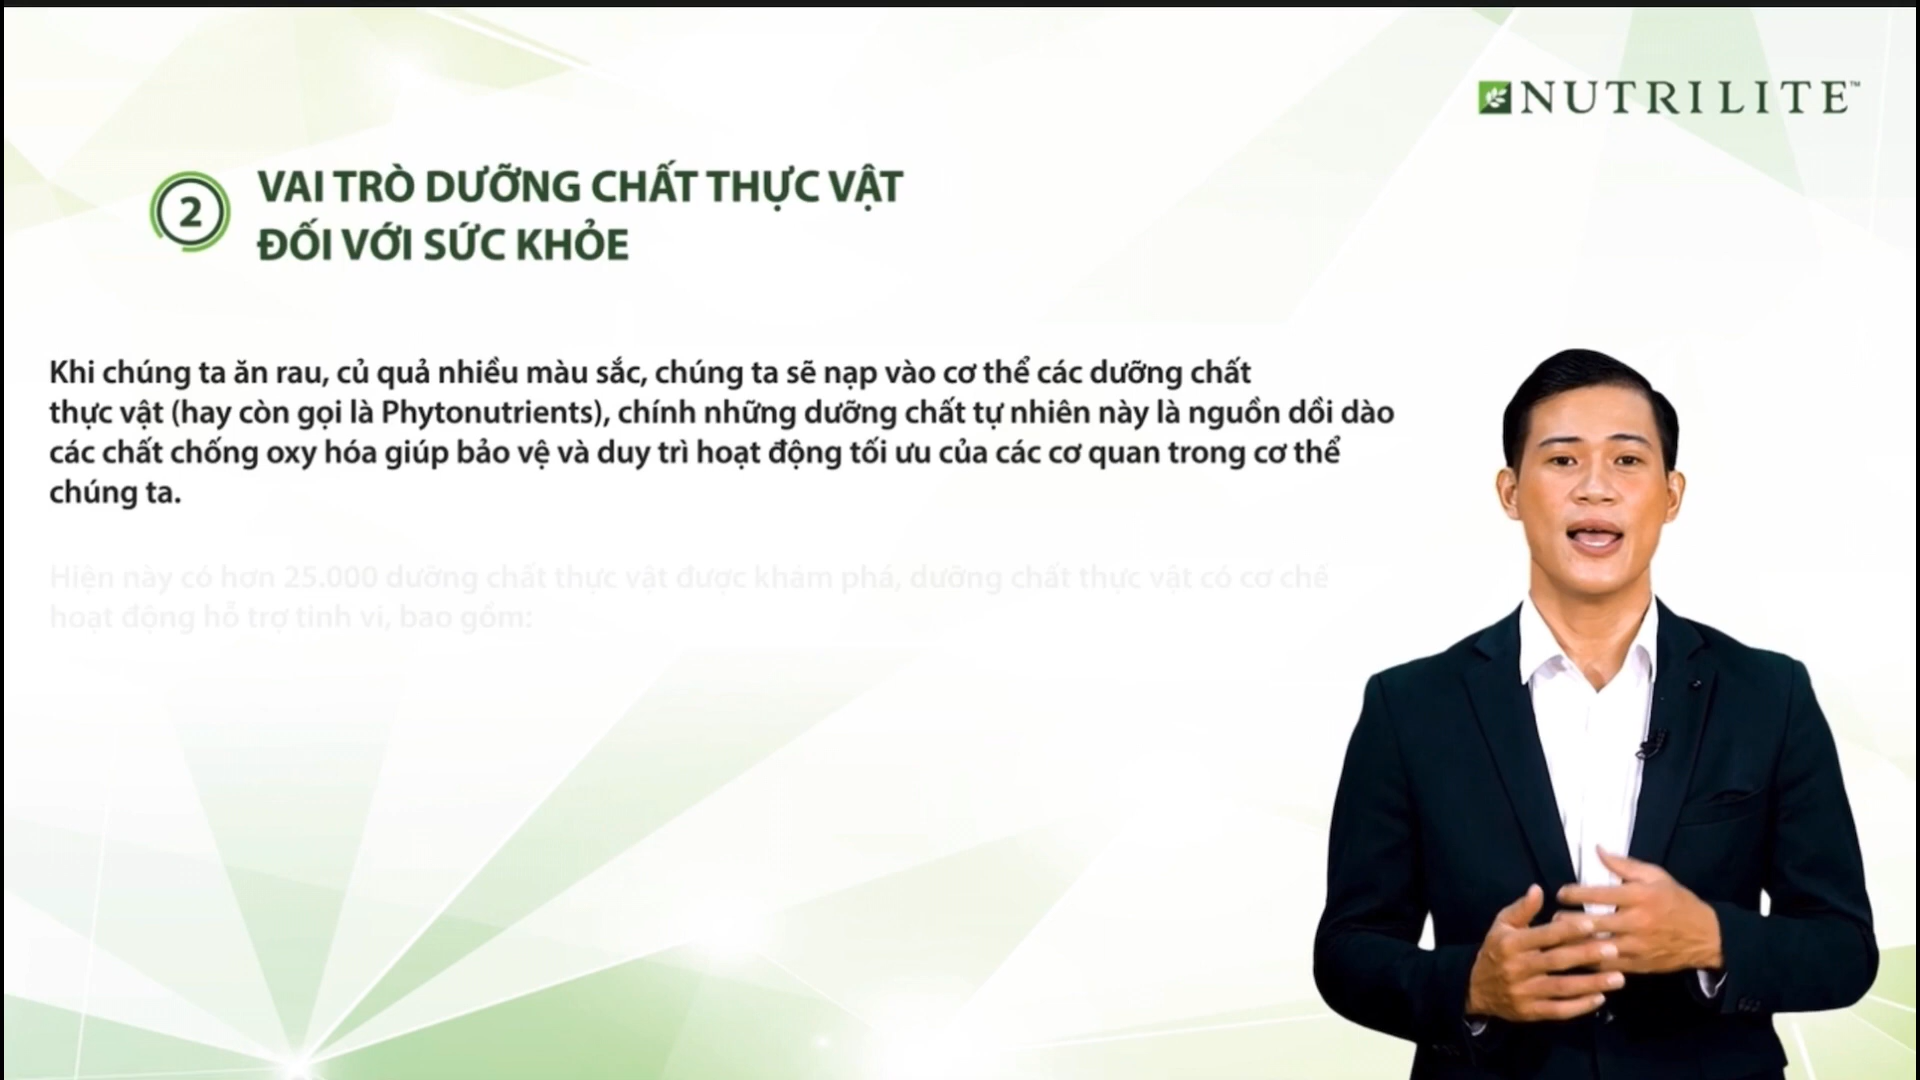 NUTRILITE™
2
VAI TRÒ DƯỠNG CHẤT THỰC VẬT
ĐỐI VỚI SỨC KHỎE
Khi chúng ta ăn rau, củ quả nhiều màu sắc, chúng ta sẽ nạp vào cơ thể các dưỡng chất
thực vật (hay còn gọi là Phytonutrients), chính những dưỡng chất tự nhiên này là nguồn dồi dào
các chất chống oxy hóa giúp bảo vệ và duy trì hoạt động tối ưu của các cơ quan trong cơ thể
chúng ta.
Hiện này có hơn 25.000 dưỡng chất thực vật được khám phá, dưỡng chất thực vật có cơ chế
hoạt động hỗ trợ tinh vi, bao gồm: